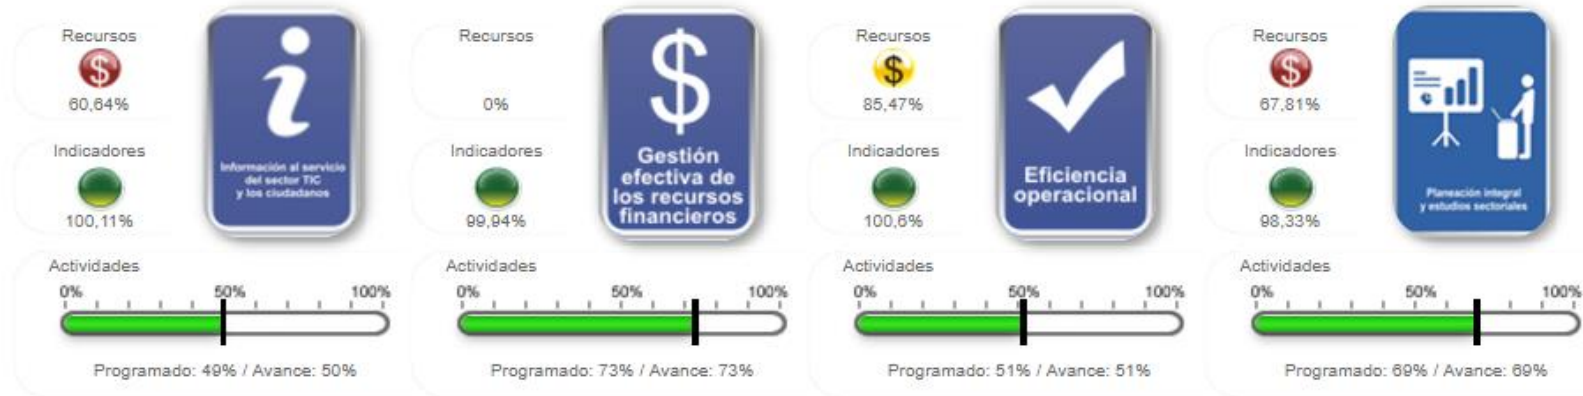 Recursos
$
60,64%
Indicadores
100,11%
Información al servicio
del sector TIC
y los ciudadanos
Actividades
0% 50% 100%
Programado: 49% / Avance: 50%
Recursos
0%
Indicadores
99,94%
$
Gestión
efectiva de
los recursos
financieros
Actividades
0% 50% 100%
Programado: 73% / Avance: 73%
Recursos
$
85,47%
Indicadores
100,6%
Eficiencia
operacional
Actividades
0% 50% 100%
Programado: 51% / Avance: 51%
Recursos
$
67,81%
Indicadores
98,33%
Planeación integral
y estudios sectoriales
Actividades
0% 50% 100%
Programado: 69% / Avance: 69%